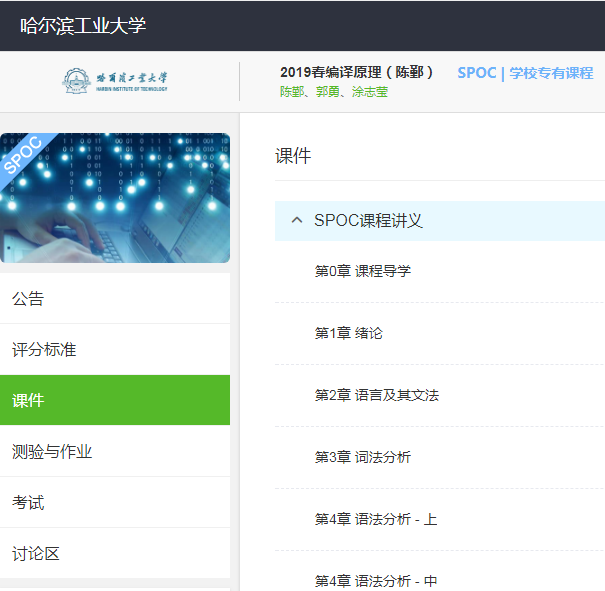 哈尔滨工业大学
哈尔滨工业大学
HARBIN INSTITUTE OF TECHNOLOGY
2019春编译原理（陈鄞） SPOC | 学校专有课程
陈鄞、郭勇、涂志莹
SPOC
公告
评分标准
课件
测验与作业
考试
讨论区
课件
SPOC课程讲义
第0章 课程导学
第1章 绪论
第2章 语言及其文法
第3章 词法分析
第4章 语法分析 - 上
第4章 语法分析 - 中